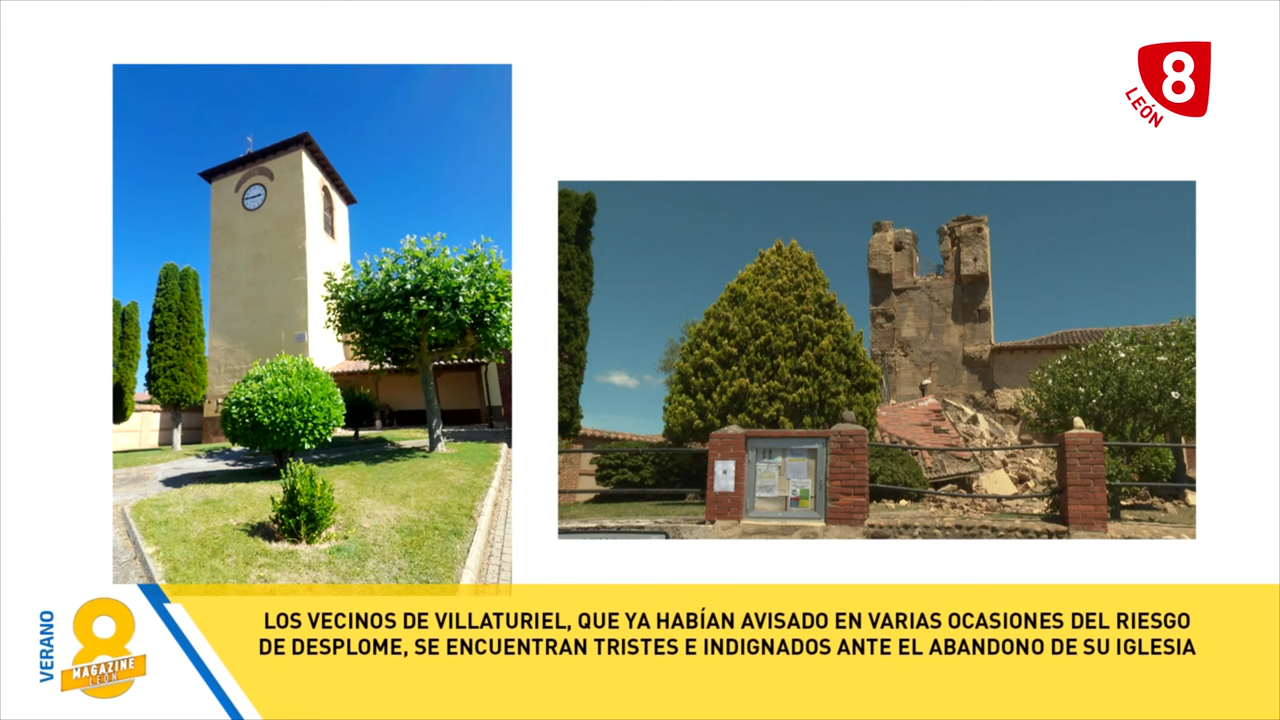 8
LEÓN
LOS VECINOS DE VILLATURIEL, QUE YA HABÍAN AVISADO EN VARIAS OCASIONES DEL RIESGO
DE DESPLOME, SE ENCUENTRAN TRISTES E INDIGNADOS ANTE EL ABANDONO DE SU IGLESIA
VERANO
8
MAGAZINE
LEÓN